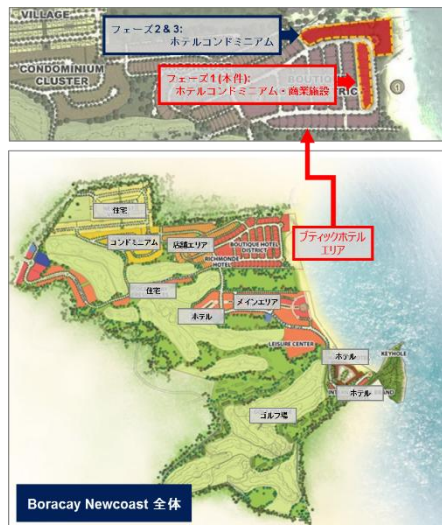 VILLAGE
フェーズ2 & 3:
ホテルコンドミニアム
CONDOMINIUM
CLUSTER
フェーズ1 (本件):
ホテルコンドミニアム・商業施設
1
住宅
コンドミニアム
店舗エリア
BOUTIQUE HOTEL
DISTRICT
RICHMONDE
HOTEL
ブティックホテル
エリア
住宅
ホテル
メインエリア
LEISURE CENTER
ホテル
KEYHOLE
ホテル
ゴルフ場
Boracay Newcoast 全体